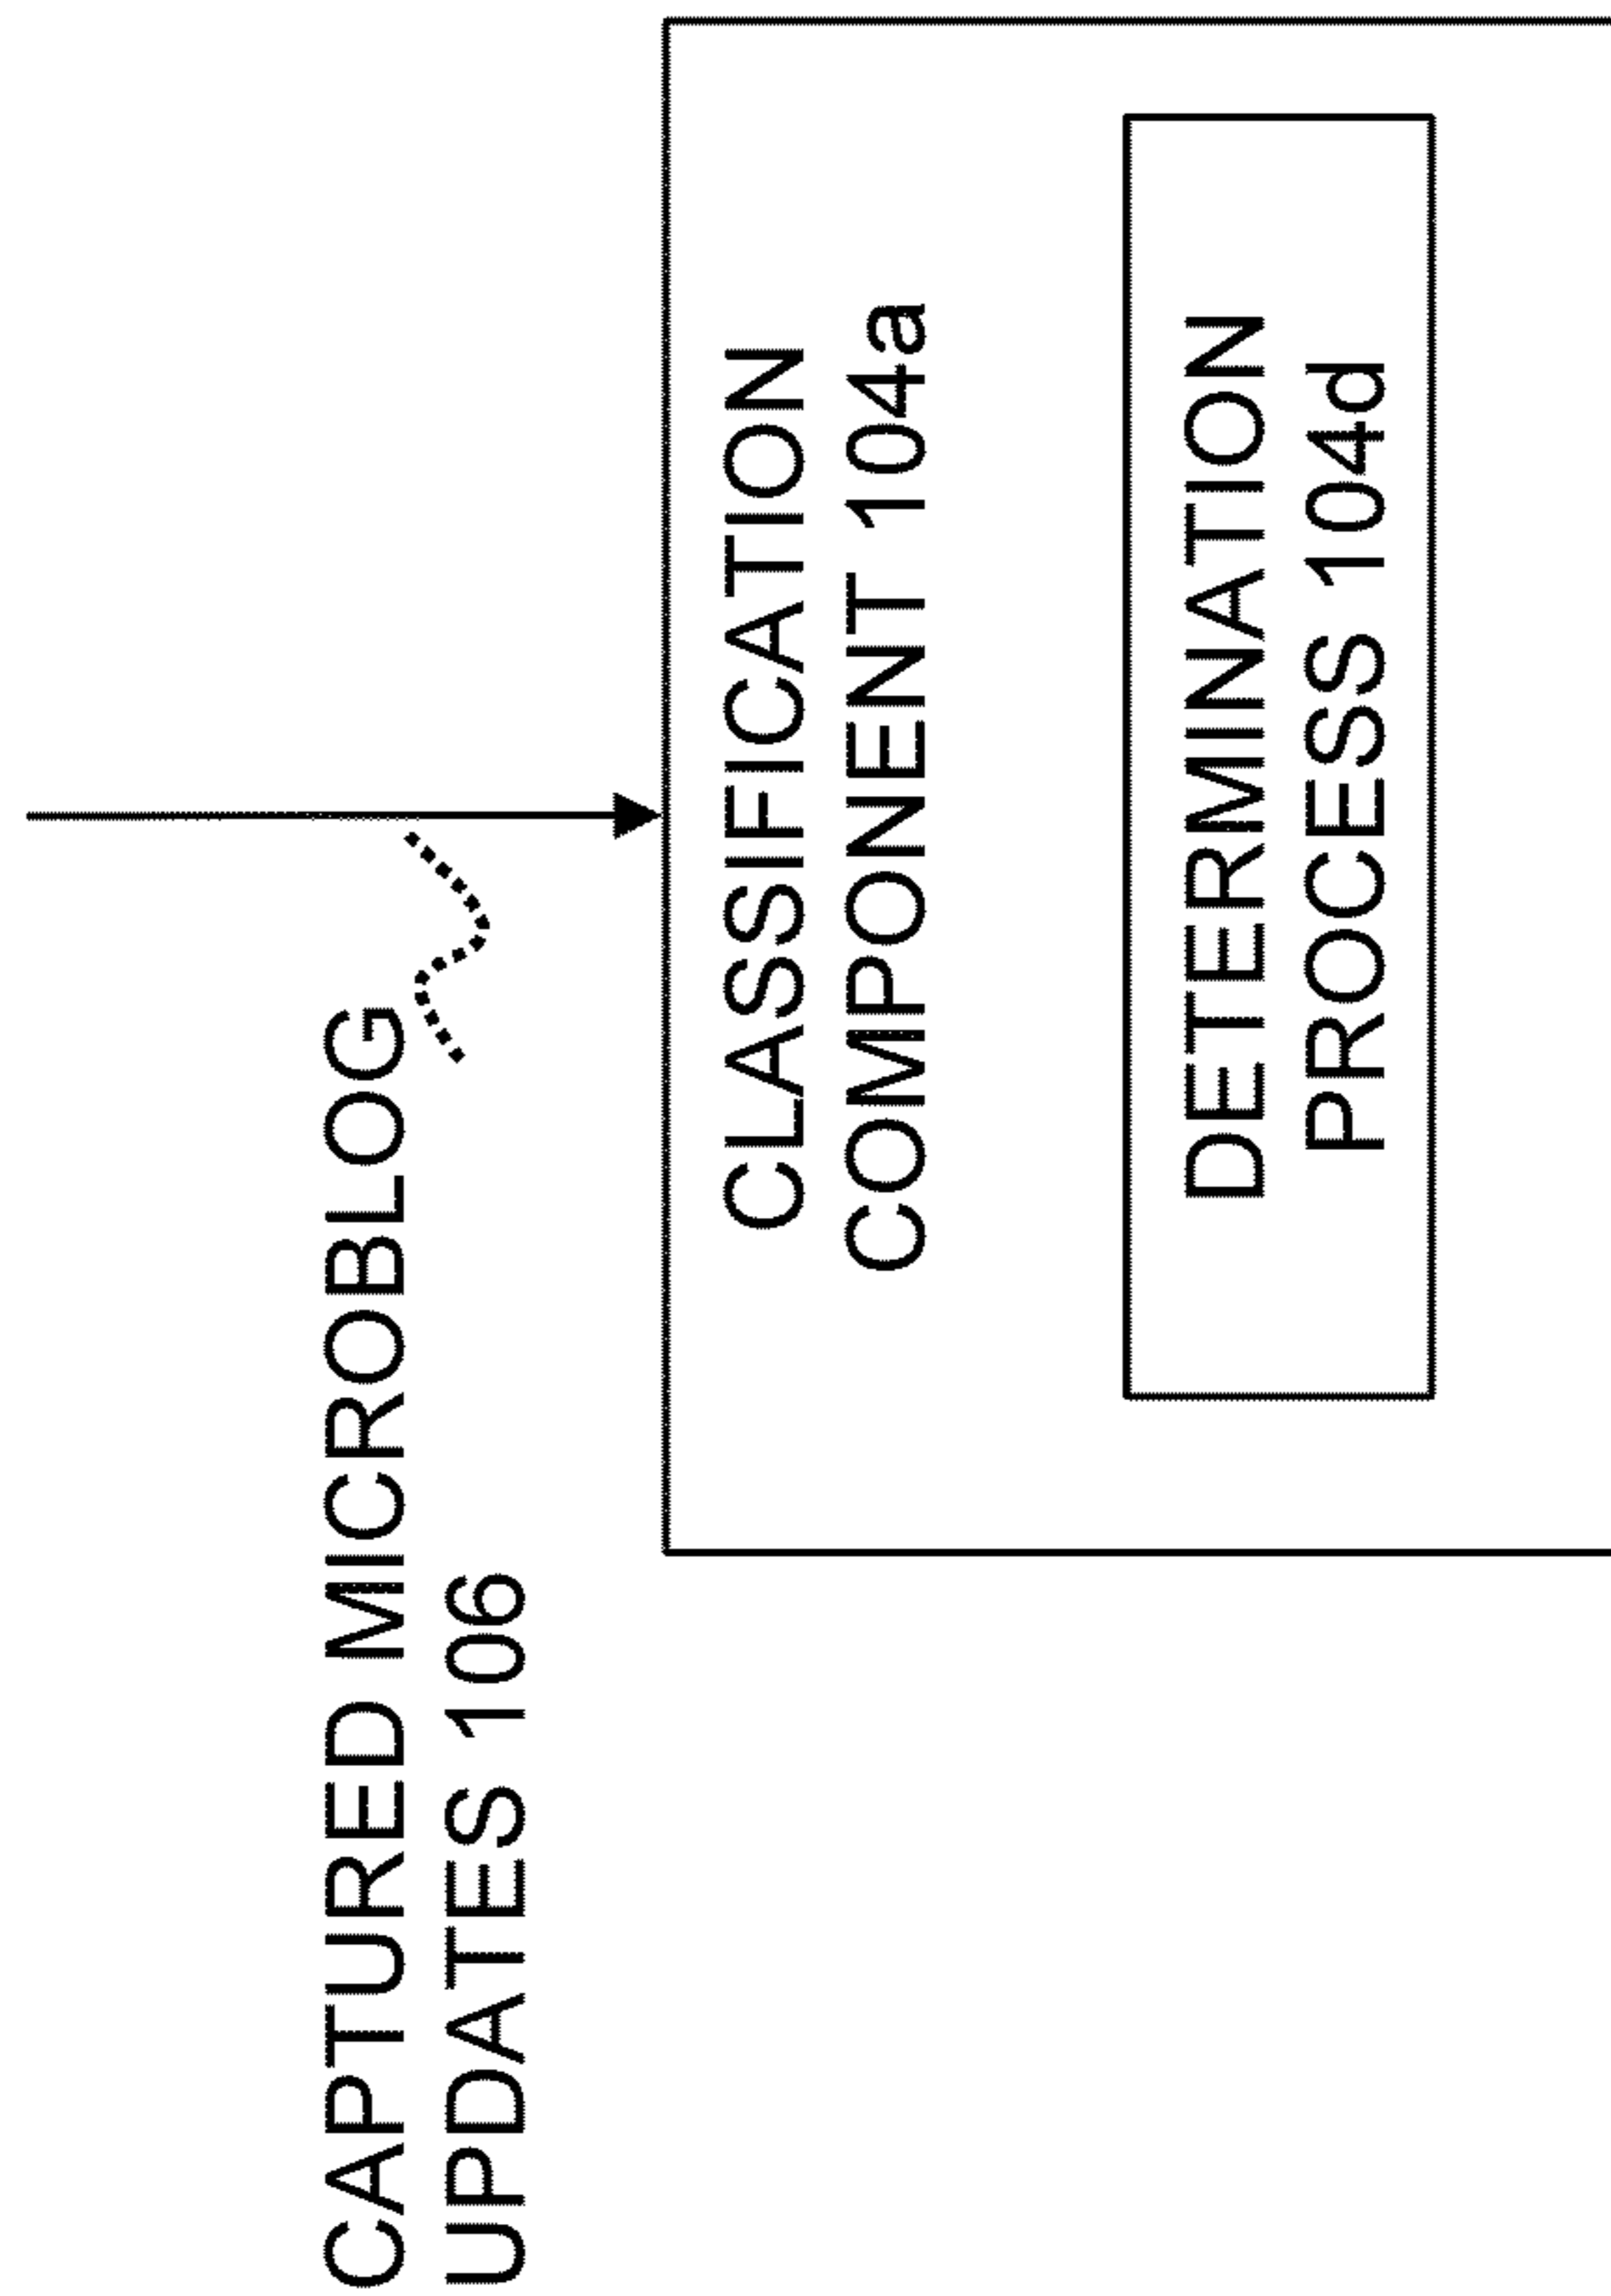 CAPTURED MICROBLOG
UPDATES 106
CLASSIFICATION
COMPONENT 104a
DETERMINATION
PROCESS 104d